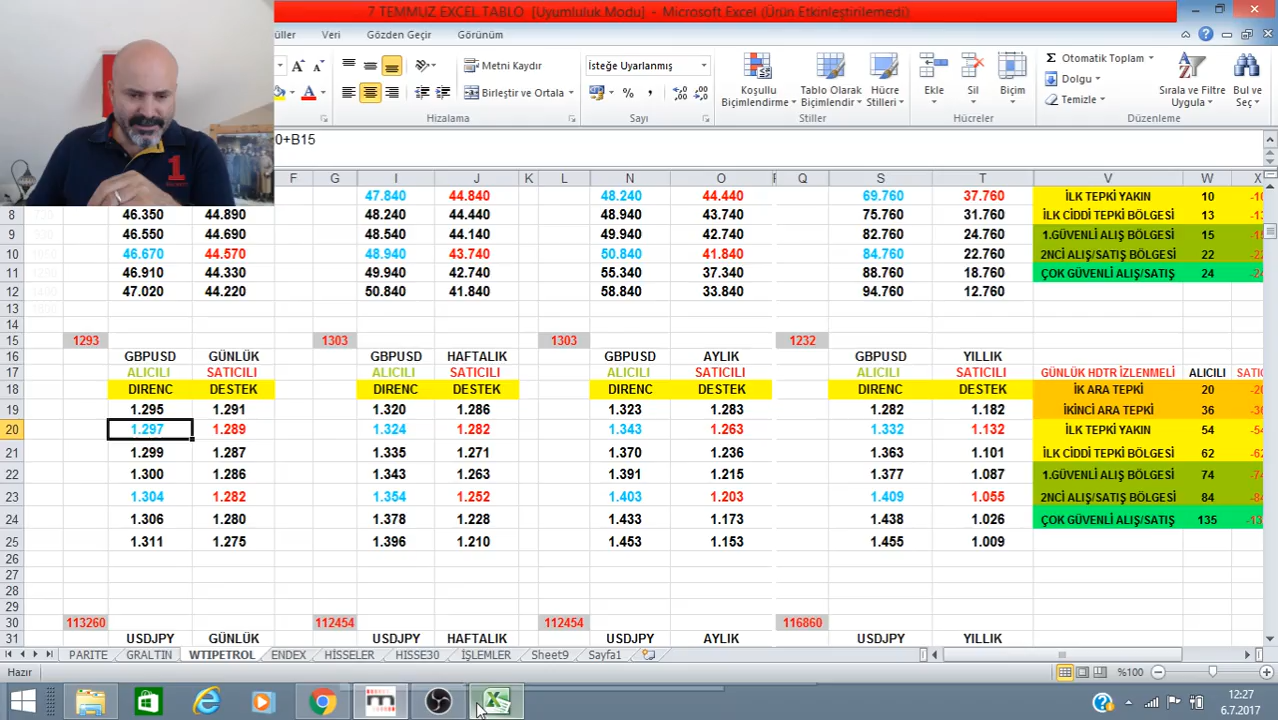 7 TEMMUZ EXCEL TABLO [Uyumluluk Modu] - Microsoft Excel (Ürün Etkinleştirilemedi)
üller Veri Gözden Geçir Görünüm
Metni Kaydır İsteğe Uyarlanmış Σ Otomatik Toplam
Dolgu
Birleştir ve Ortala % Koşullu Biçimlendirme Tablo Olarak Biçimlendir Hücre Stilleri Ekle Sil Biçim Temizle Sırala ve Filtre Uygula Bul ve Seç
Hizalama Sayı Stiller Hücreler Düzenleme
0+B15
F G I J K L N O Q S T V W X
47.840 44.840 48.240 44.440 69.760 37.760 İLK TEPKİ YAKIN 10
8 46.350 44.890 48.240 44.440 48.940 43.740 75.760 31.760 İLK CİDDİ TEPKİ BÖLGESİ 13
9 46.550 44.690 48.540 44.140 49.940 42.740 82.760 24.760 1.GÜVENLİ ALIŞ BÖLGESİ 15
10 46.670 44.570 48.940 43.740 50.840 41.840 84.760 22.760 2NCİ ALIŞ/SATIŞ BÖLGESİ 22
11 46.910 44.330 49.940 42.740 55.340 37.340 88.760 18.760 ÇOK GÜVENLİ ALIŞ/SATIŞ 24
12 47.020 44.220 50.840 41.840 58.840 33.840 94.760 12.760
13
14
15 1293 1303 1303 1232
16 GBPUSD GÜNLÜK GBPUSD HAFTALIK GBPUSD AYLIK GBPUSD YILLIK
17 ALICILI SATICILI ALICILI SATICILI ALICILI SATICILI ALICILI SATICILI GÜNLÜK HDTR İZLENMELİ ALICILI
18 DIRENC DESTEK DIRENC DESTEK DIRENC DESTEK DIRENC DESTEK İK ARA TEPKİ 20
19 1.295 1.291 1.320 1.286 1.323 1.283 1.282 1.182 İKİNCİ ARA TEPKİ 36
20 1.297 1.289 1.324 1.282 1.343 1.263 1.332 1.132 İLK TEPKİ YAKIN 54
21 1.299 1.287 1.335 1.271 1.370 1.236 1.363 1.101 İLK CİDDİ TEPKİ BÖLGESİ 62
22 1.300 1.286 1.343 1.263 1.391 1.215 1.377 1.087 1.GÜVENLİ ALIŞ BÖLGESİ 74
23 1.304 1.282 1.354 1.252 1.403 1.203 1.409 1.055 2NCİ ALIŞ/SATIŞ BÖLGESİ 84
24 1.306 1.280 1.378 1.228 1.433 1.173 1.438 1.026 ÇOK GÜVENLİ ALIŞ/SATIŞ 135
25 1.311 1.275 1.396 1.210 1.453 1.153 1.455 1.009
26
27
28
29
30 113260 112454 112454 116860
31 USDJPY GÜNLÜK USDJPY HAFTALIK USDJPY AYLIK USDJPY YILLIK
PARITE GRALTIN WTIPETROL ENDEX HİSSELER HISSE30 İŞLEMLER Sheet9 Sayfa1
Hazır %100
12:27
6.7.2017